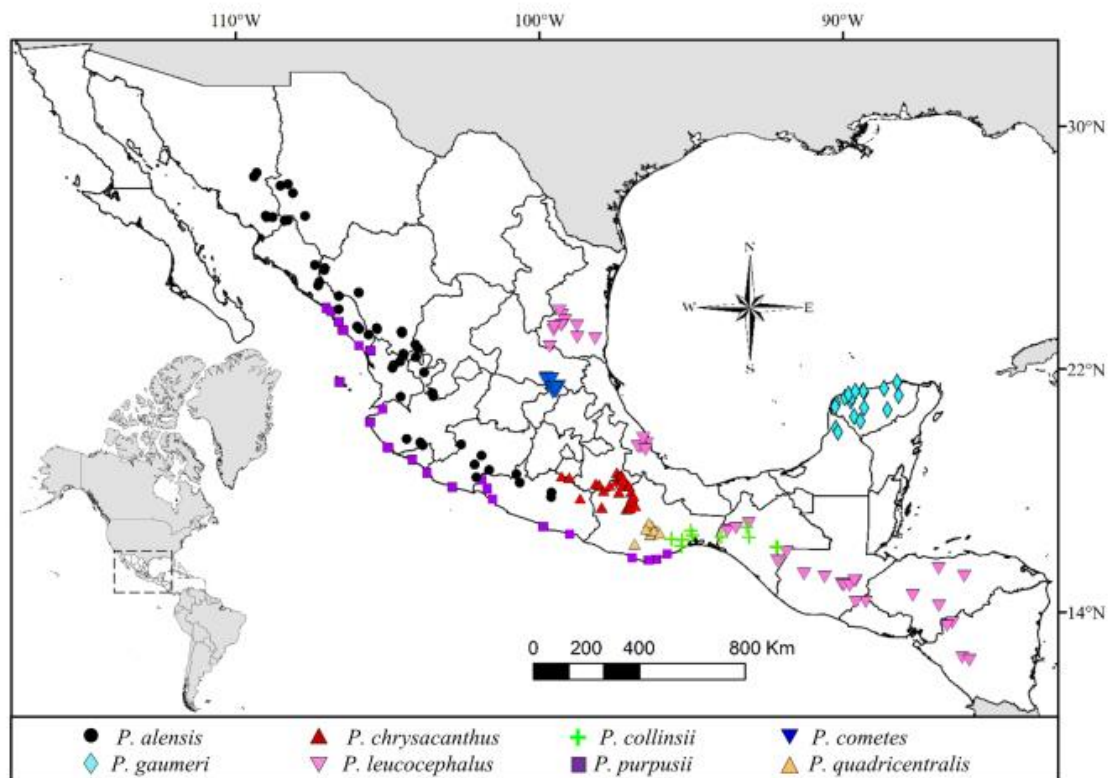 110°W 100°W 90°W
30°N
N
W E
S
22°N
14°N
0 200 400 800 Km
P. alensis P. chrysacanthus P. collinsii P. cometes
P. gaumeri P. leucocephalus P. purpusii P. quadricentralis